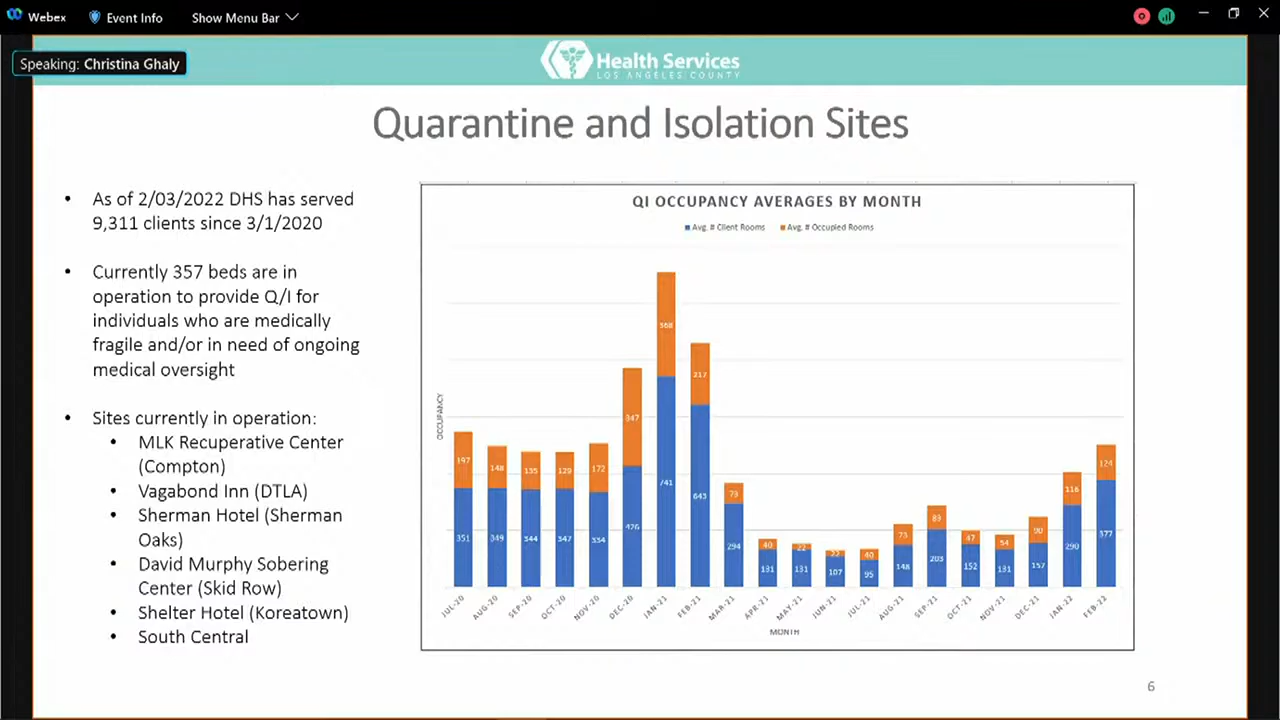 Webex
Event Info
Show Menu Bar
Speaking: Christina Ghaly
Health Services
LOS ANGELES COUNTY
Quarantine and Isolation Sites
• As of 2/03/2022 DHS has served
9,311 clients since 3/1/2020
• Currently 357 beds are in
operation to provide Q/I for
individuals who are medically
fragile and/or in need of ongoing
medical oversight
• Sites currently in operation:
• MLK Recuperative Center
(Compton)
• Vagabond Inn (DTLA)
• Sherman Hotel (Sherman
Oaks)
• David Murphy Sobering
Center (Skid Row)
• Shelter Hotel (Koreatown)
• South Central
QI OCCUPANCY AVERAGES BY MONTH
Avg. # Client Rooms Avg. # Occupied Rooms
OCCUPANCY
197 148 135 129 172 347 368 217 73 40 22 22 40 73 83 47 54 90 116 124
351 349 344 347 334 426 741 643 294 131 131 107 95 148 203 152 131 157 290 377
JUL-20 AUG-20 SEP-20 OCT-20 NOV-20 DEC-20 JAN-21 FEB-21 MAR-21 APR-21 MAY-21 JUN-21 JUL-21 AUG-21 SEP-21 OCT-21 NOV-21 DEC-21 JAN-22 FEB-22
MONTH
6